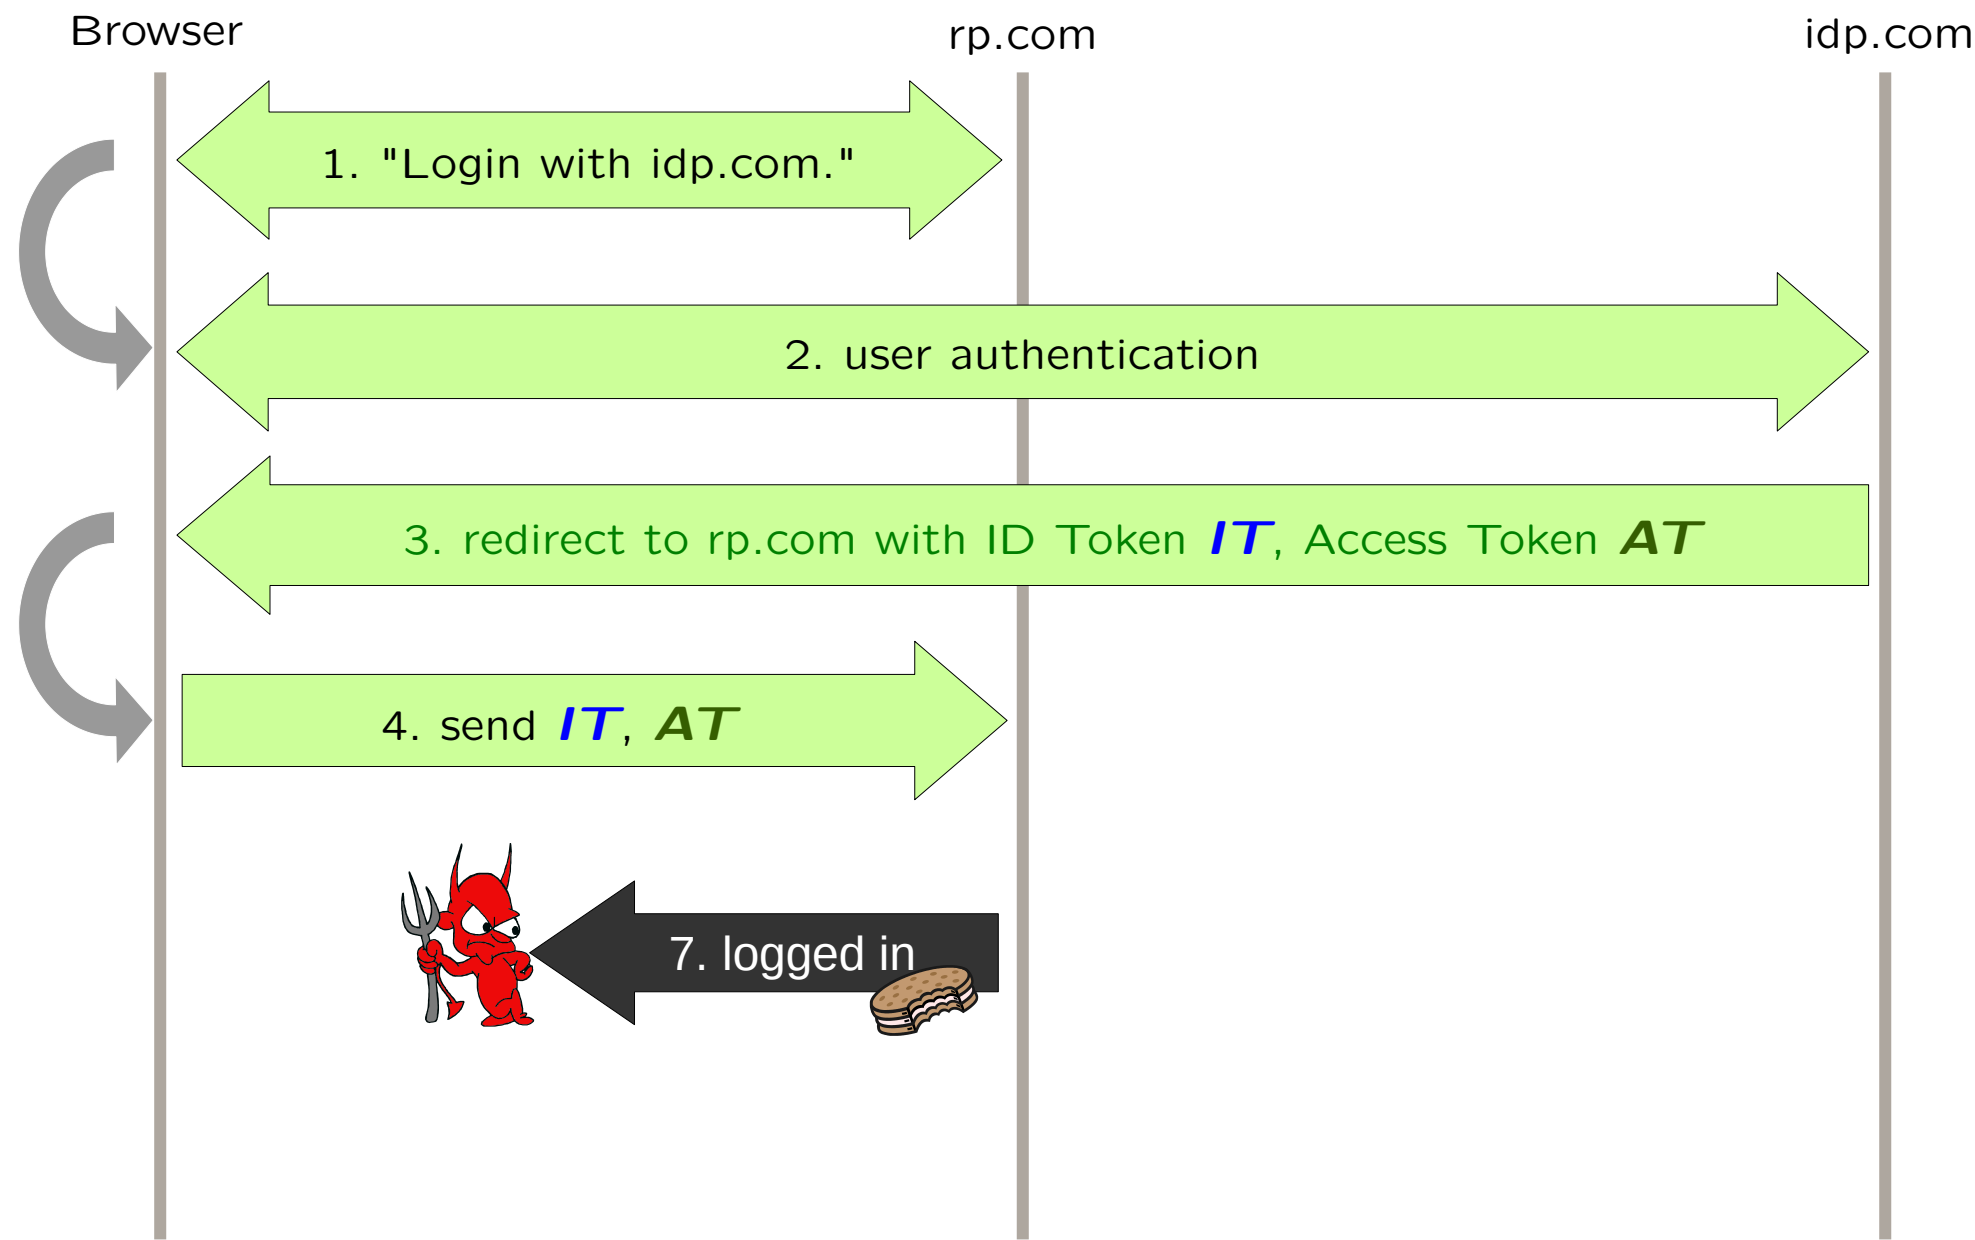 Browser
rp.com
idp.com
1. "Login with idp.com."
2. user authentication
3. redirect to rp.com with ID Token IT, Access Token AT
4. send IT, AT
7. logged in